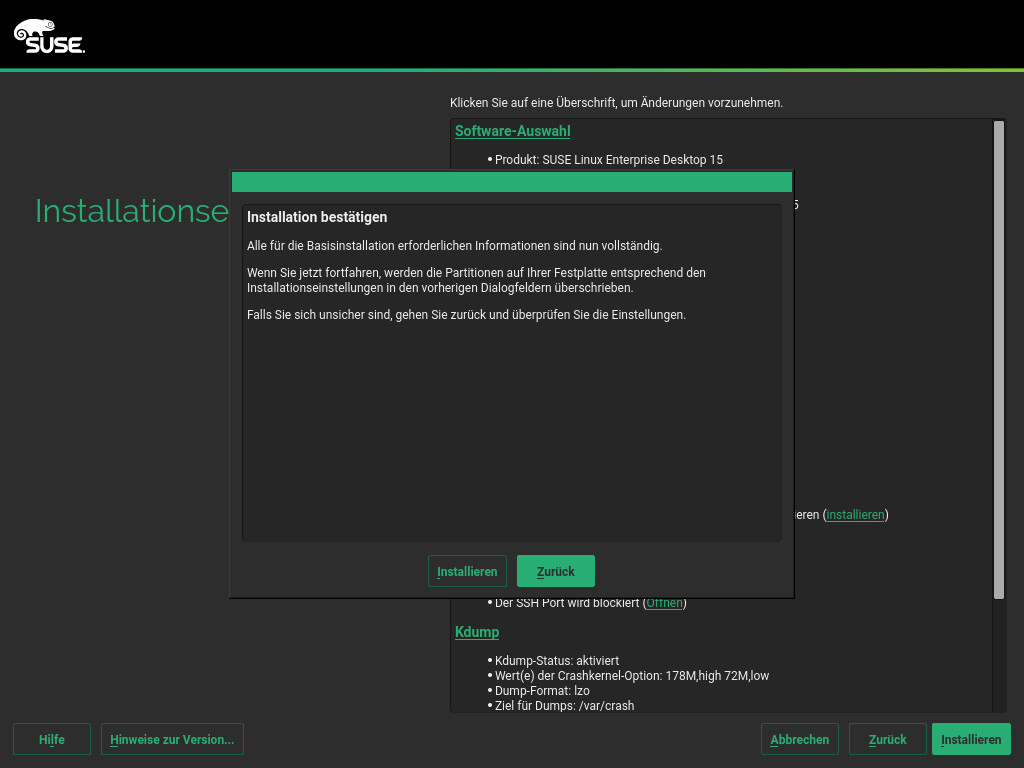 SUSE.
Klicken Sie auf eine Überschrift, um Änderungen vorzunehmen.
Software-Auswahl
• Produkt: SUSE Linux Enterprise Desktop 15
5
Installationse
Installation bestätigen
Alle für die Basisinstallation erforderlichen Informationen sind nun vollständig.
Wenn Sie jetzt fortfahren, werden die Partitionen auf Ihrer Festplatte entsprechend den
Installationseinstellungen in den vorherigen Dialogfeldern überschrieben.
Falls Sie sich unsicher sind, gehen Sie zurück und überprüfen Sie die Einstellungen.
ieren (installieren)
Installieren Zurück
• Der SSH Port wird blockiert (Öffnen)
Kdump
• Kdump-Status: aktiviert
• Wert(e) der Crashkernel-Option: 178M,high 72M,low
• Dump-Format: lzo
• Ziel für Dumps: /var/crash
Hilfe Hinweise zur Version... Abbrechen Zurück Installieren